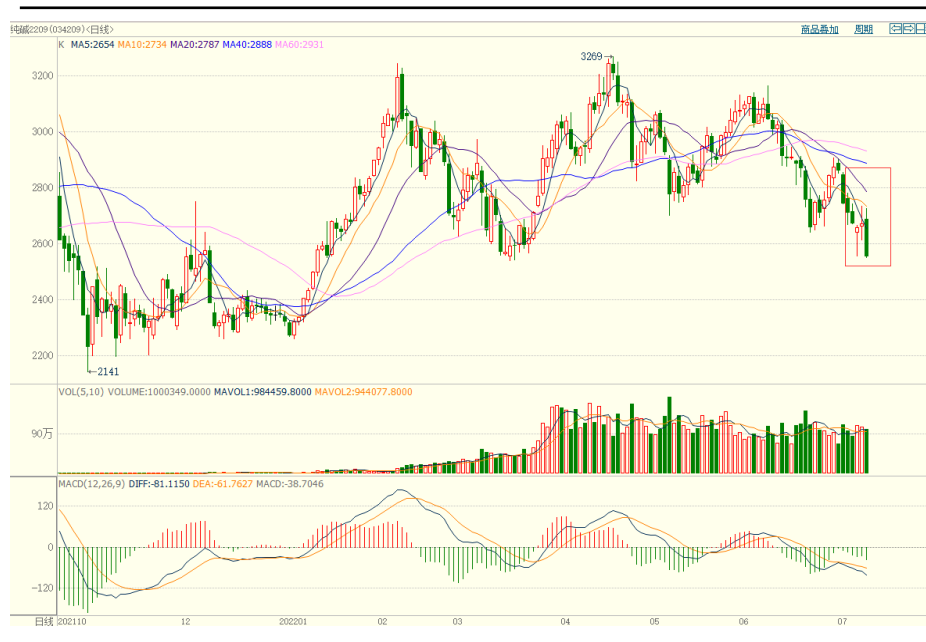 纯碱2209(034209)<日线> 商品叠加 周期
K MA5:2654 MA10:2734 MA20:2787 MA40:2888 MA60:2931
3269
3200
3000
2800
2600
2400
2200
2141
VOL(5,10) VOLUME:1000349.0000 MAVOL1:984459.8000 MAVOL2:944077.8000
90万
MACD(12,26,9) DIFF:-81.1150 DEA:-61.7627 MACD:-38.7046
120
0
-120
日线 202110 12 202201 02 03 04 05 06 07